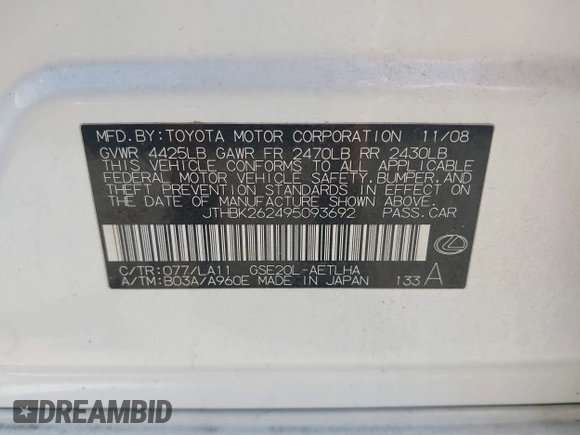 MFD. BY: TOYOTA MOTOR CORPORATION 11/08
GVWR 4425LB GAWR FR 2470LB RR 2430LB
THIS VEHICLE CONFORMS TO ALL APPLICABLE
FEDERAL MOTOR VEHICLE SAFETY, BUMPER, AND
THEFT PREVENTION STANDARDS IN EFFECT ON
THE DATE OF MANUFACTURE SHOWN ABOVE.
JTHBK262495093692 PASS.CAR
C/TR: 077/LA11 GSE20L-AETLHA
A/TM: B03A/A960E MADE IN JAPAN 133 A
DREAMBID